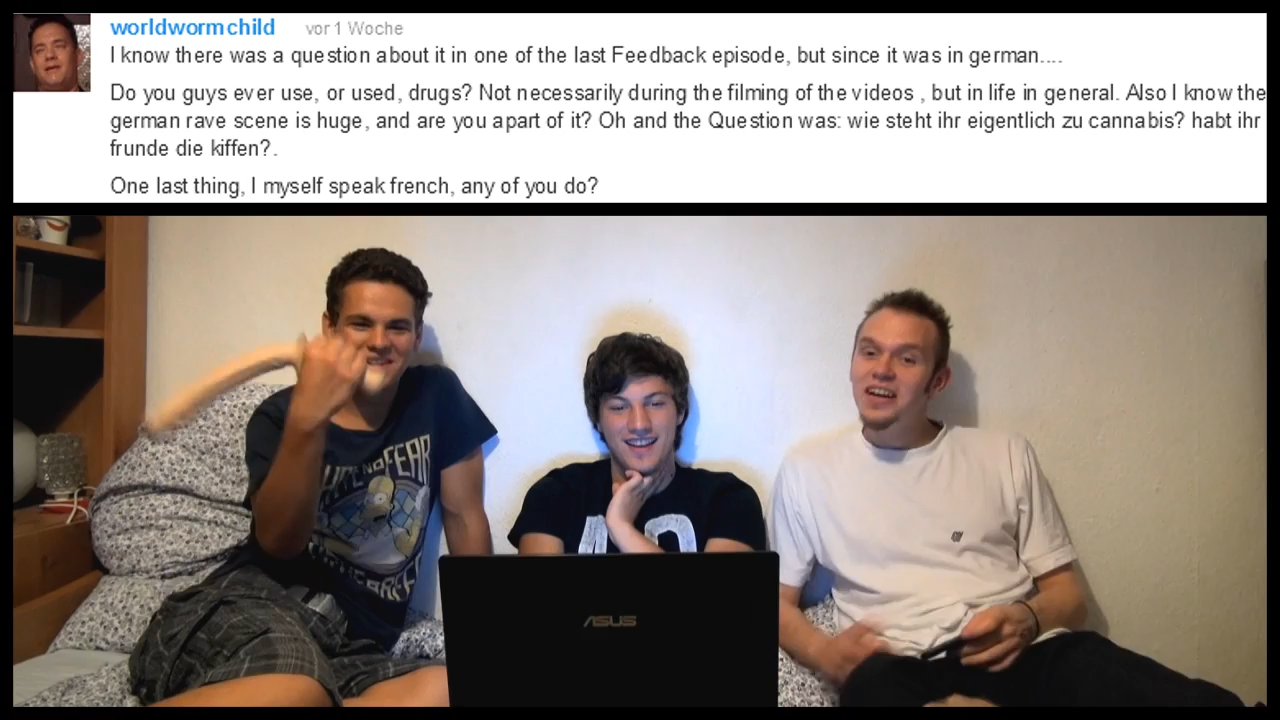 worldwormchild vor 1 Woche
I know there was a question about it in one of the last Feedback episode, but since it was in german....
Do you guys ever use, or used, drugs? Not necessarily during the filming of the videos , but in life in general. Also I know the
german rave scene is huge, and are you apart of it? Oh and the Question was: wie steht ihr eigentlich zu cannabis? habt ihr
frunde die kiffen?.
One last thing, I myself speak french, any of you do?
NO FEAR
ASUS